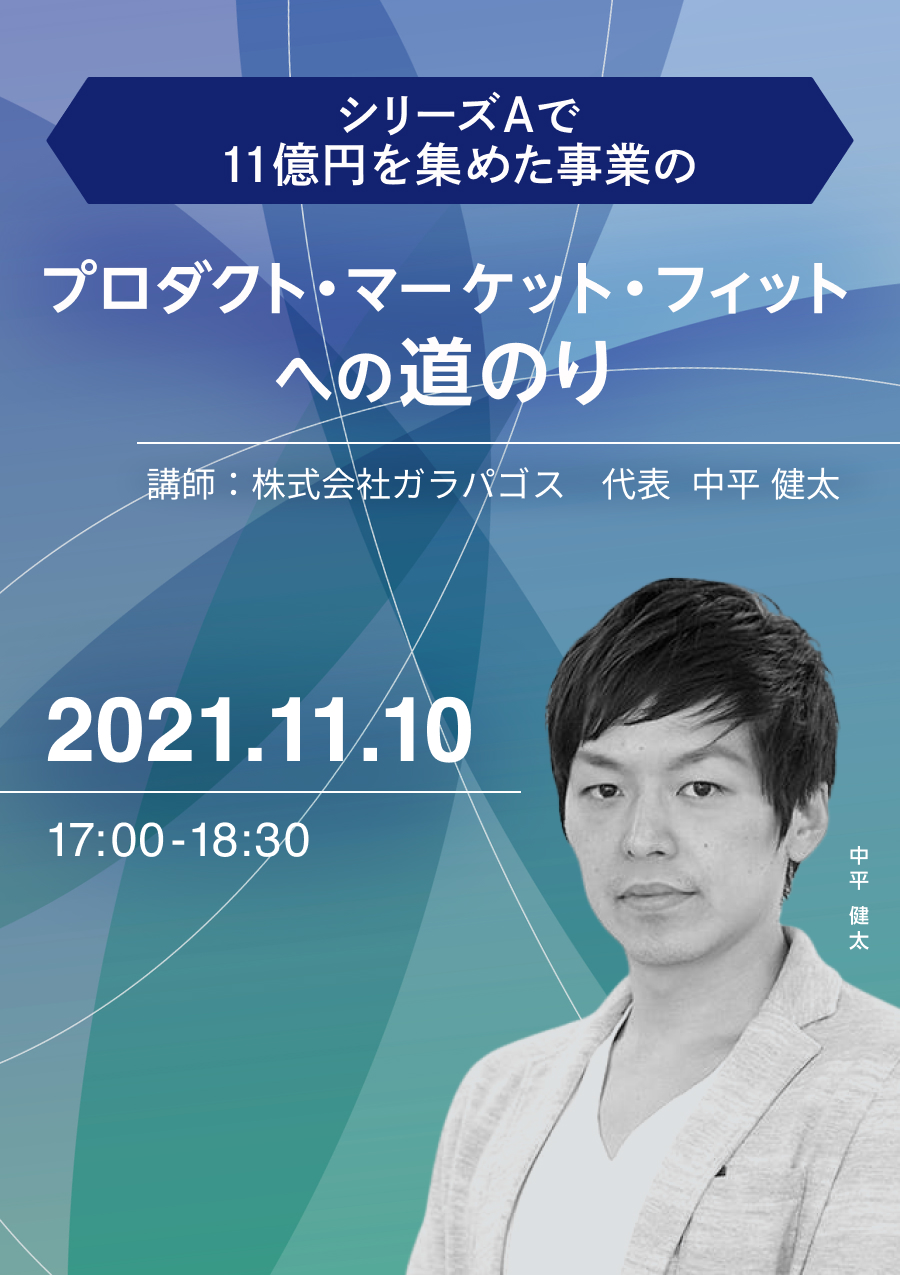 シリーズAで
11億円を集めた事業の
プロダクト・マーケット・フィット
への道のり
講師：株式会社ガラパゴス　代表 中平 健太
2021.11.10
17:00-18:30
中平 健太